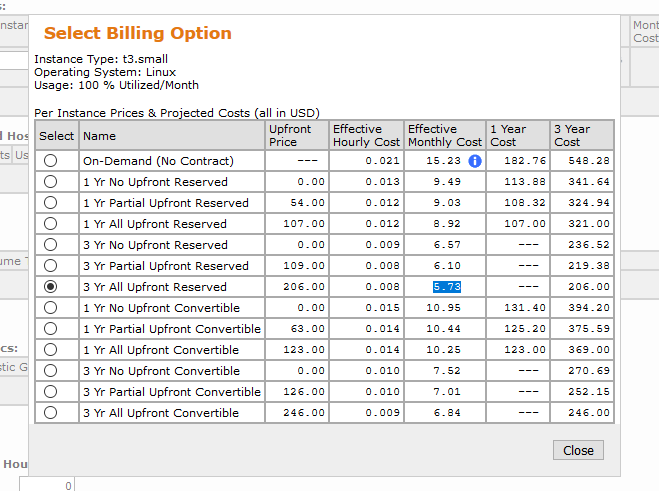 s:
nstan
Mont
Cost
Select Billing Option
Instance Type: t3.small
Operating System: Linux
Usage: 100 % Utilized/Month
Per Instance Prices & Projected Costs (all in USD)
Select Name Upfront Price Effective Hourly Cost Effective Monthly Cost 1 Year Cost 3 Year Cost
On-Demand (No Contract) --- 0.021 15.23 i 182.76 548.28
1 Yr No Upfront Reserved 0.00 0.013 9.49 113.88 341.64
1 Yr Partial Upfront Reserved 54.00 0.012 9.03 108.32 324.94
1 Yr All Upfront Reserved 107.00 0.012 8.92 107.00 321.00
3 Yr No Upfront Reserved 0.00 0.009 6.57 --- 236.52
3 Yr Partial Upfront Reserved 109.00 0.008 6.10 --- 219.38
3 Yr All Upfront Reserved 206.00 0.008 5.73 --- 206.00
1 Yr No Upfront Convertible 0.00 0.015 10.95 131.40 394.20
1 Yr Partial Upfront Convertible 63.00 0.014 10.44 125.20 375.59
1 Yr All Upfront Convertible 123.00 0.014 10.25 123.00 369.00
3 Yr No Upfront Convertible 0.00 0.010 7.52 --- 270.69
3 Yr Partial Upfront Convertible 126.00 0.010 7.01 --- 252.15
3 Yr All Upfront Convertible 246.00 0.009 6.84 --- 246.00
Close
l Hos
ts Us
ume T
cs:
stic G
Hou
0